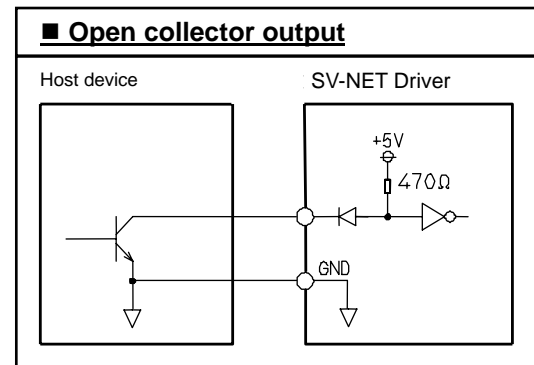 ■ Open collector output
Host device
SV-NET Driver
+5V
470Ω
GND